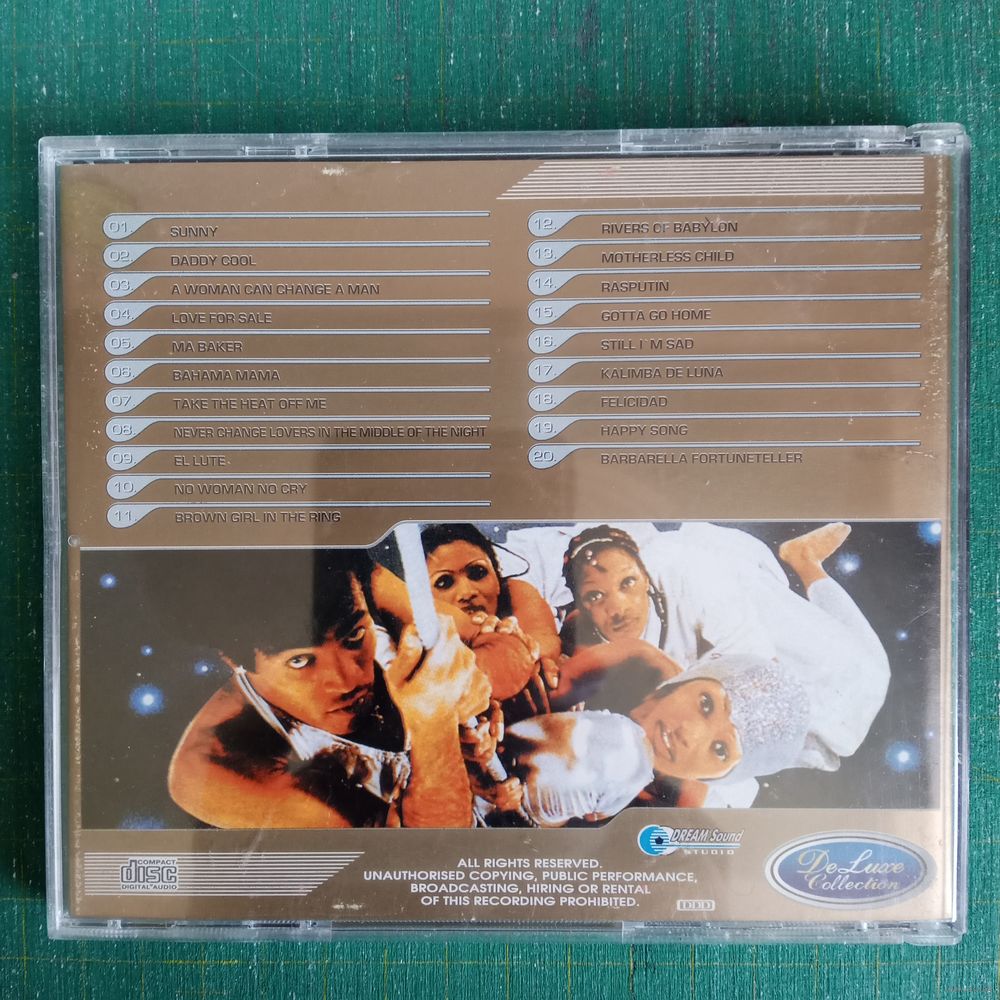 01. SUNNY
02. DADDY COOL
03. A WOMAN CAN CHANGE A MAN
04. LOVE FOR SALE
05. MA BAKER
06. BAHAMA MAMA
07. TAKE THE HEAT OFF ME
08. NEVER CHANGE LOVERS IN THE MIDDLE OF THE NIGHT
09. EL LUTE
10. NO WOMAN NO CRY
11. BROWN GIRL IN THE RING
12. RIVERS OF BABYLON
13. MOTHERLESS CHILD
14. RASPUTIN
15. GOTTA GO HOME
16. STILL I`M SAD
17. KALIMBA DE LUNA
18. FELICIDAD
19. HAPPY SONG
20. BARBARELLA FORTUNETELLER
COMPACT
disc
DIGITAL AUDIO
ALL RIGHTS RESERVED.
UNAUTHORISED COPYING, PUBLIC PERFORMANCE,
BROADCASTING, HIRING OR RENTAL
OF THIS RECORDING PROHIBITED.
DDD
DREAM Sound
STUDIO
DeLuxe
Collection